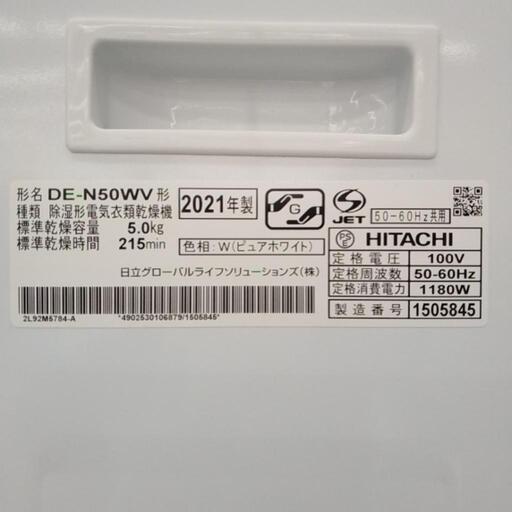 形名 DE-N50WV 形
種類 除湿形電気衣類乾燥機
標準乾燥容量 5.0kg
標準乾燥時間 215min
2021年製
色相：W(ピュアホワイト)
G
S JET
50-60Hz共用
PS E HITACHI
定格電圧 100V
定格周波数 50-60Hz
定格消費電力 1180W
製造番号 1505845
日立グローバルライフソリューションズ(株)
2L92M5784-A
*4902530106879/1505845*